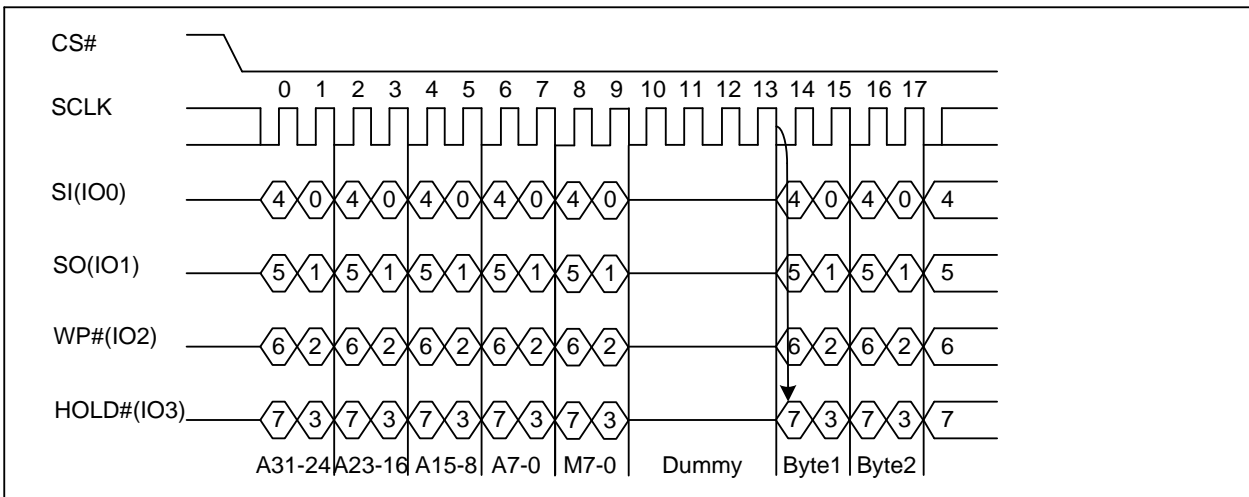 CS#
0 1 2 3 4 5 6 7 8 9 10 11 12 13 14 15 16 17
SCLK
SI(IO0) 4 0 4 0 4 0 4 0 4 0 4 0 4 0 4
SO(IO1) 5 1 5 1 5 1 5 1 5 1 5 1 5 1 5
WP#(IO2) 6 2 6 2 6 2 6 2 6 2 6 2 6 2 6
HOLD#(IO3) 7 3 7 3 7 3 7 3 7 3 7 3 7 3 7
A31-24 A23-16 A15-8 A7-0 M7-0 Dummy Byte1 Byte2